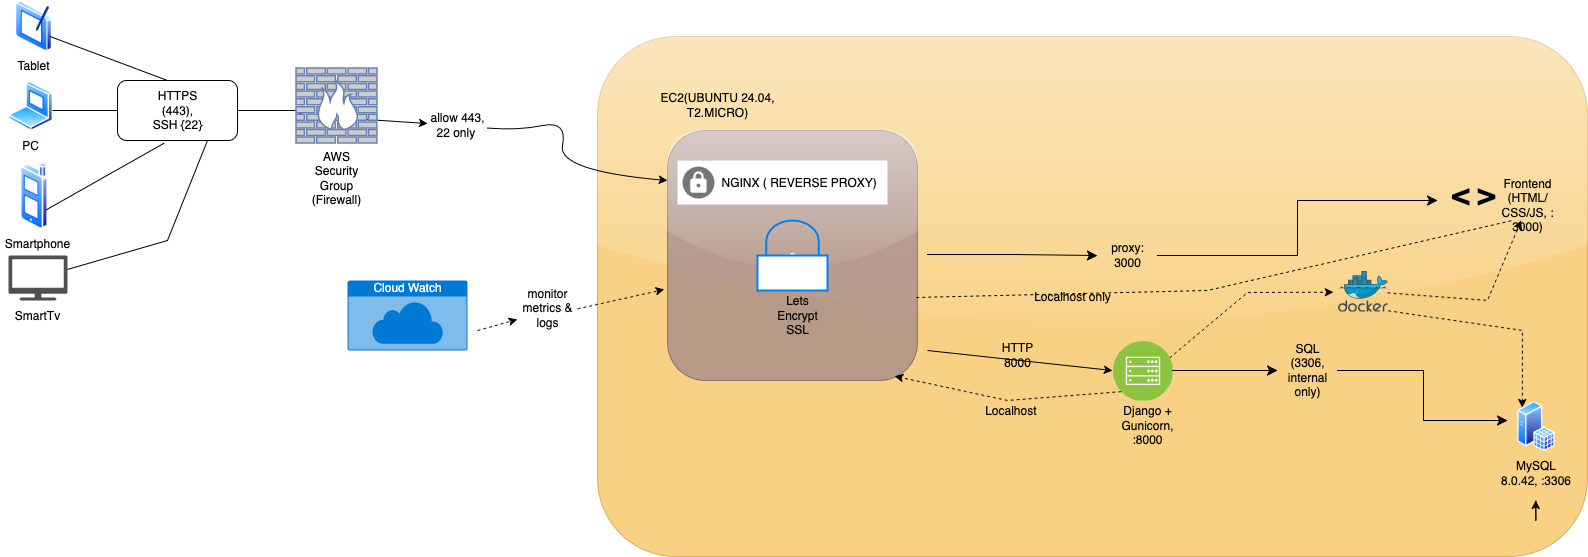 Tablet
PC
Smartphone
SmartTv
HTTPS
(443),
SSH {22}
AWS
Security
Group
(Firewall)
allow 443,
22 only
Cloud Watch
monitor
metrics &
logs
EC2(UBUNTU 24.04,
T2.MICRO)
NGINX ( REVERSE PROXY)
Lets
Encrypt
SSL
proxy:
3000
Localhost only
HTTP
8000
Localhost
Django +
Gunicorn,
:8000
SQL
(3306,
internal
only)
docker
< >
Frontend
(HTML/
CSS/JS, :
3000)
MySQL
8.0.42, :3306